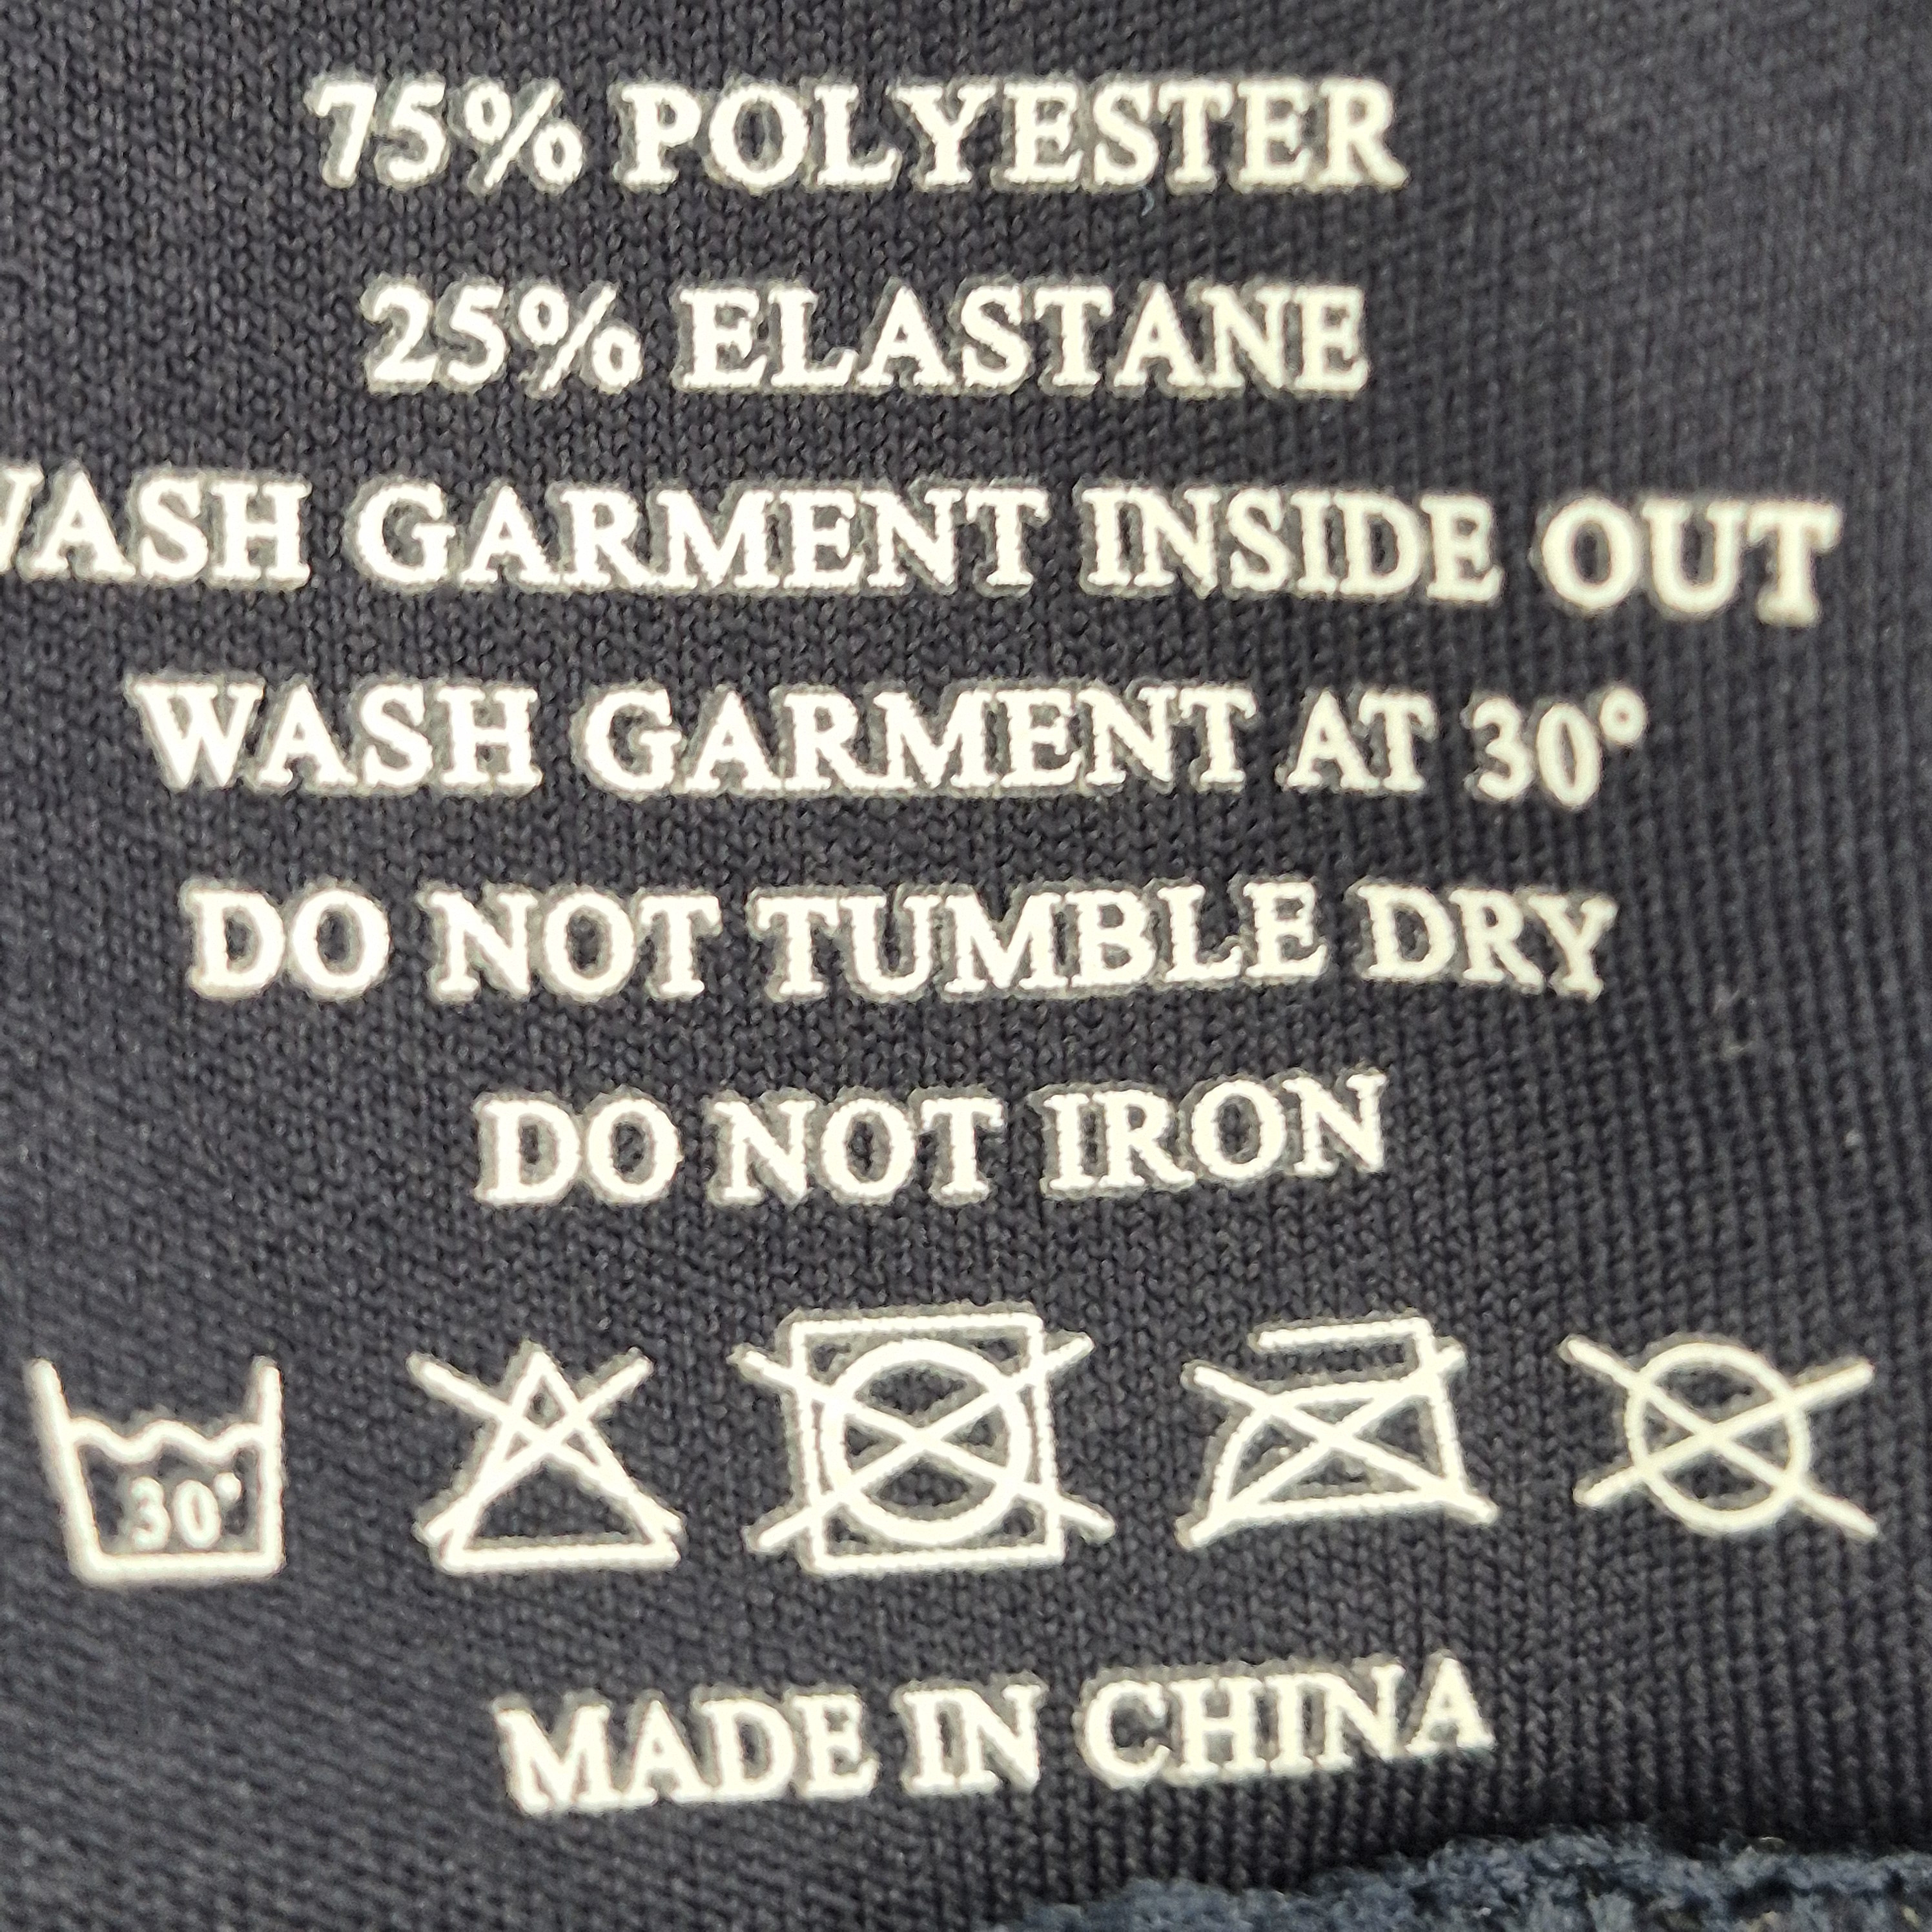 75% POLYESTER
25% ELASTANE
WASH GARMENT INSIDE OUT
WASH GARMENT AT 30°
DO NOT TUMBLE DRY
DO NOT IRON
30°
MADE IN CHINA